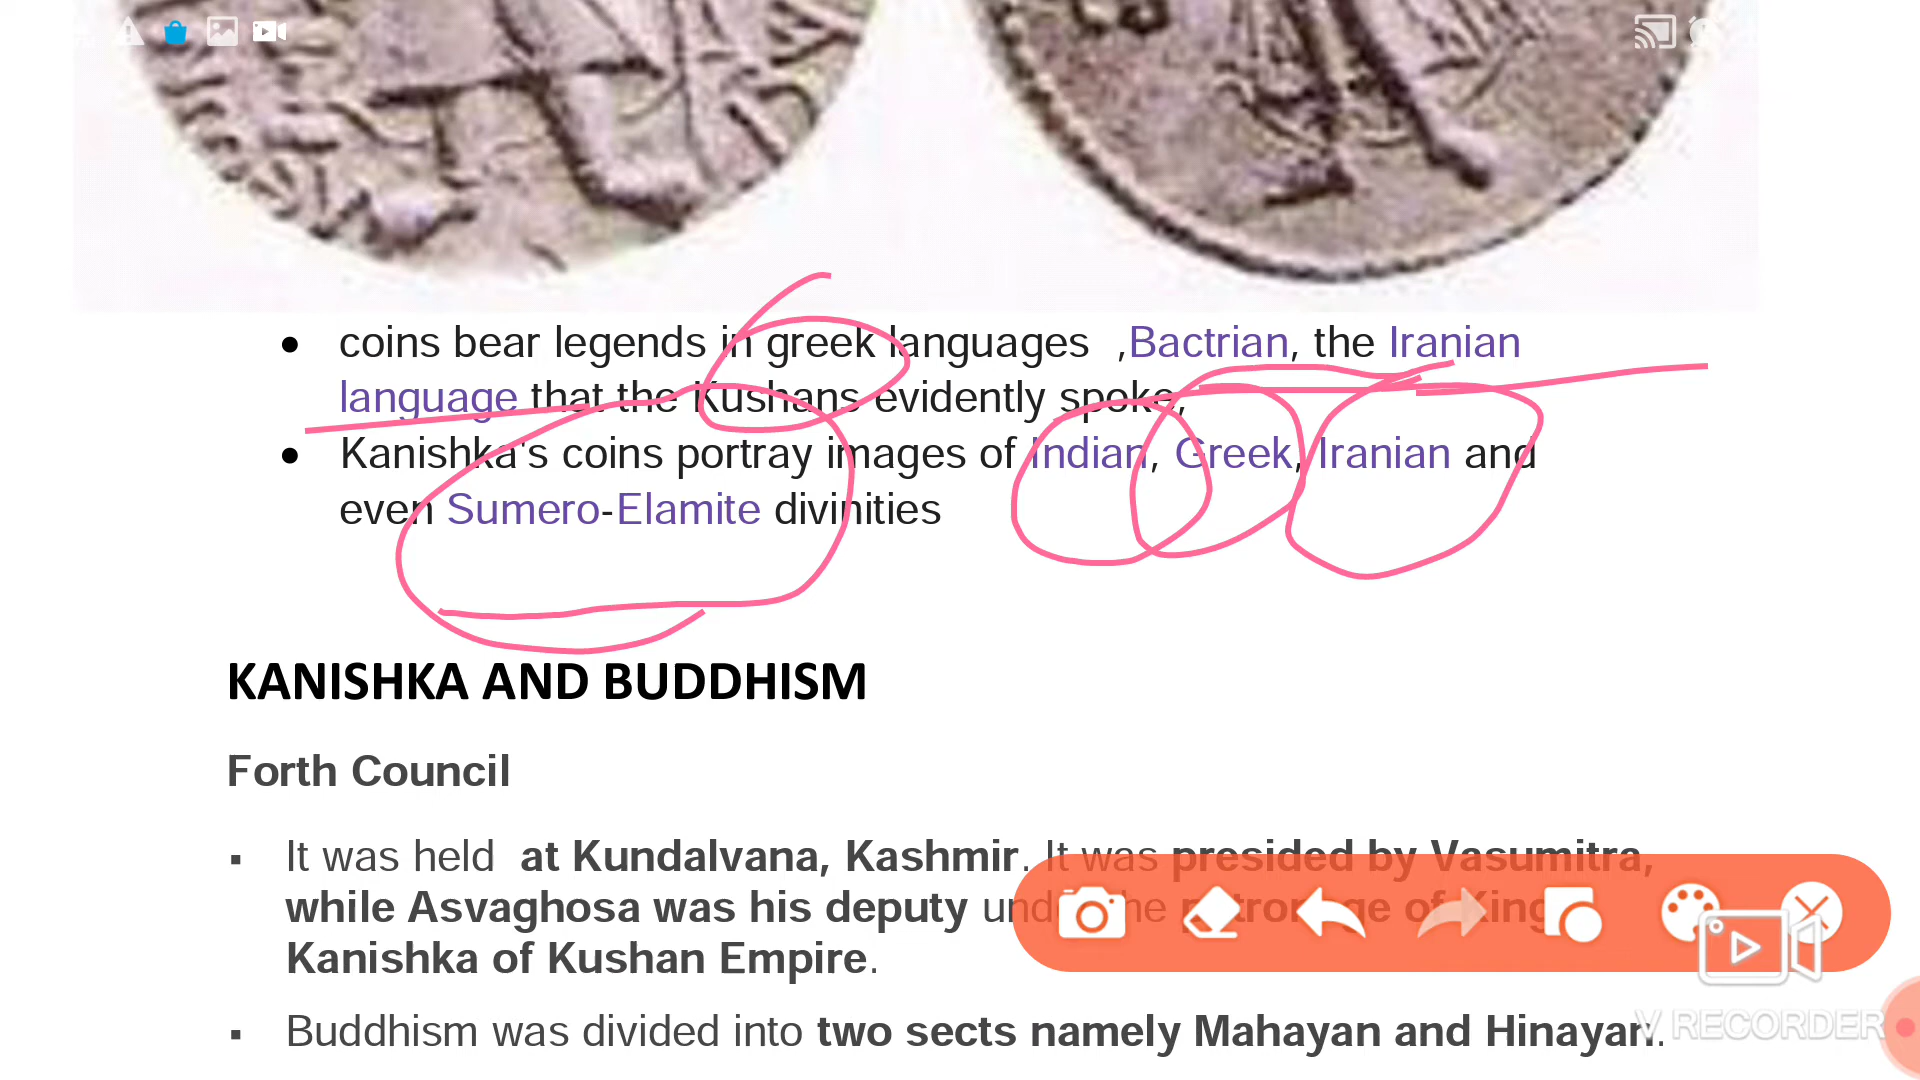 coins bear legends in greek languages ,Bactrian, the Iranian
language that the Kushans evidently spoke,
Kanishka's coins portray images of Indian, Greek, Iranian and
even Sumero-Elamite divinities
KANISHKA AND BUDDHISM
Forth Council
It was held at Kundalvana, Kashmir. It was presided by Vasumitra,
while Asvaghosa was his deputy under the patronage of King
Kanishka of Kushan Empire.
Buddhism was divided into two sects namely Mahayan and Hinayan.
V RECORDER